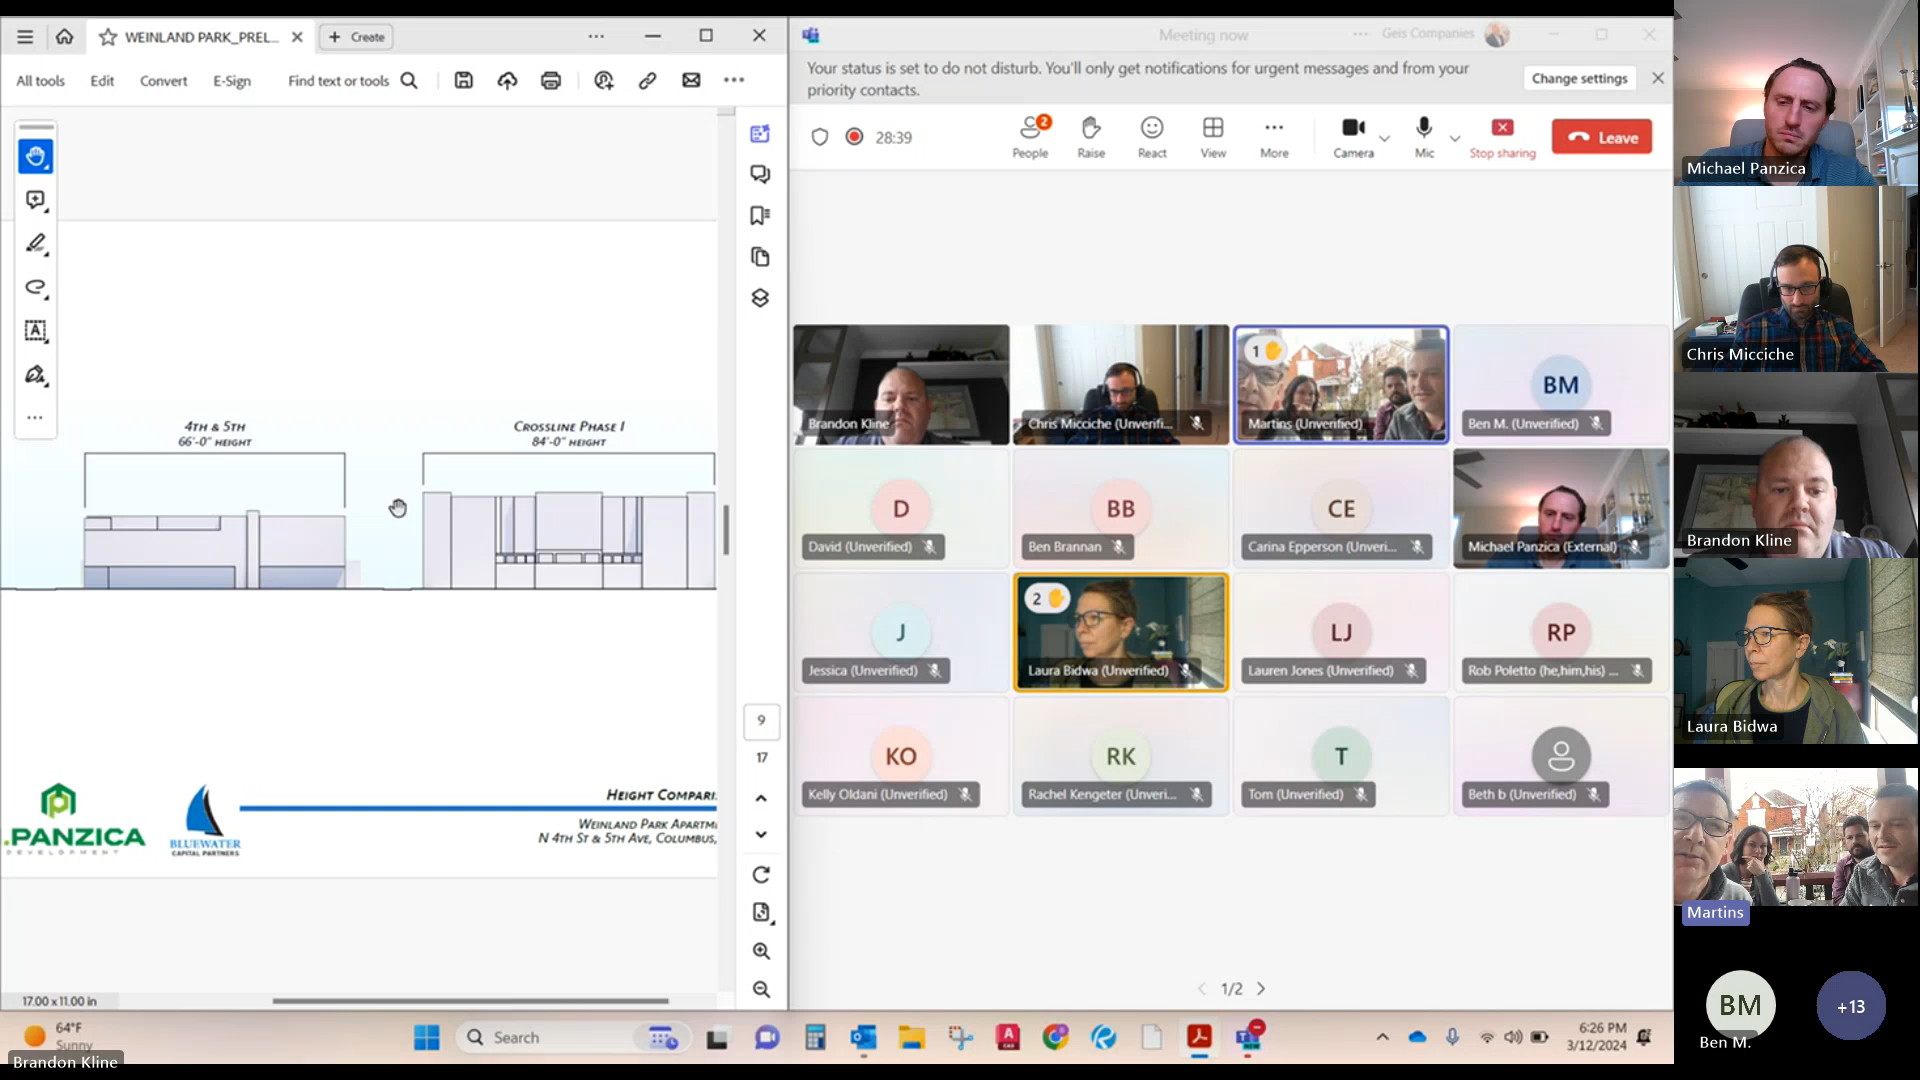 WEINLAND PARK_PREL...
Create
All tools
Edit
Convert
E-Sign
Find text or tools
4TH & 5TH
66'-0" HEIGHT
CROSSLINE PHASE I
84'-0" HEIGHT
9
17
.PANZICA
DEVELOPMENT
BLUEWATER
CAPITAL PARTNERS
HEIGHT COMPARI
WEINLAND PARK APARTM
N 4TH ST & 5TH AVE, COLUMBUS,
17.00 x 11.00 in
Meeting now
Geis Companies
Your status is set to do not disturb. You'll only get notifications for urgent messages and from your
priority contacts.
Change settings
28:39
2
People
Raise
React
View
More
Camera
Mic
Stop sharing
Leave
Brandon Kline
Chris Micciche (Unverifi...
1
Martins (Unverified)
BM
Ben M. (Unverified)
D
David (Unverified)
BB
Ben Brannan
CE
Carina Epperson (Unveri...
Michael Panzica (External)
J
Jessica (Unverified)
2
Laura Bidwa (Unverified)
LJ
Lauren Jones (Unverified)
RP
Rob Poletto (he,him,his) ...
KO
Kelly Oldani (Unverified)
RK
Rachel Kengeter (Unveri...
T
Tom (Unverified)
Beth b (Unverified)
1/2
Michael Panzica
Chris Micciche
Brandon Kline
Laura Bidwa
Martins
BM
Ben M.
+13
64°F
Sunny
Search
6:26 PM
3/12/2024
Brandon Kline